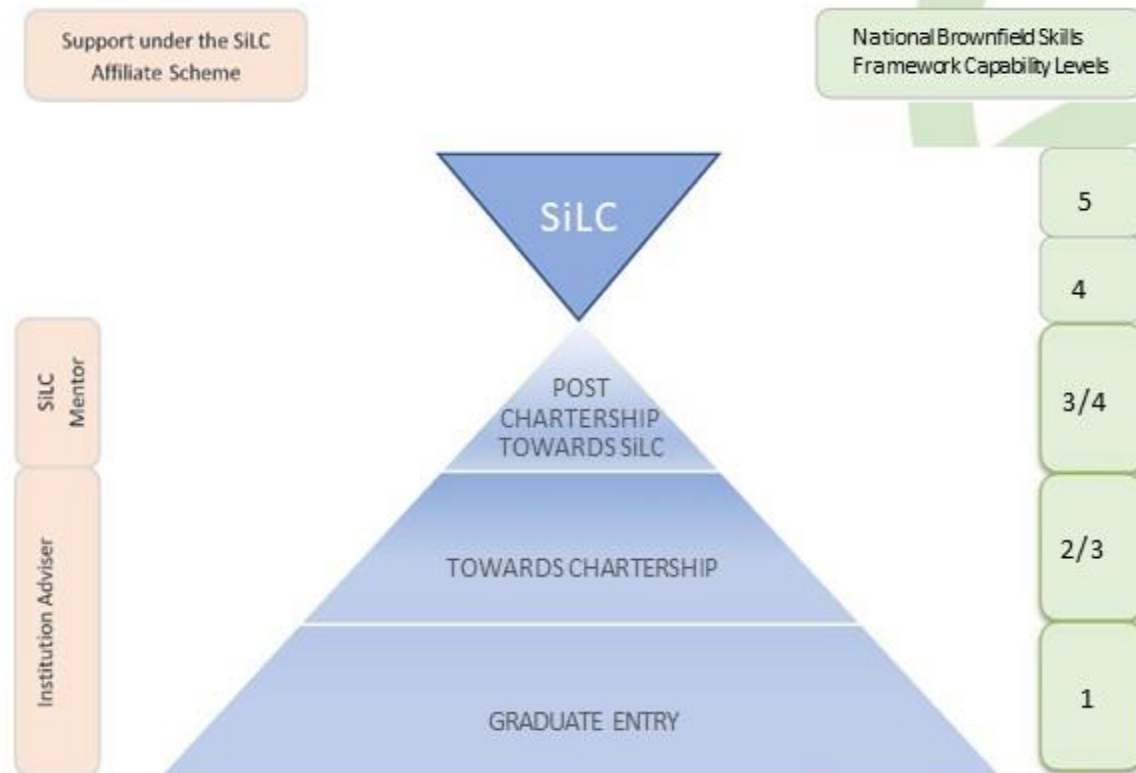 Support under the SiLC
Affiliate Scheme
National Brownfield Skills
Framework Capability Levels
SiLC
5
4
SiLC
Mentor
POST
CHARTERSHIP
TOWARDS SiLC
3/4
Institution Adviser
TOWARDS CHARTERSHIP
2/3
GRADUATE ENTRY
1